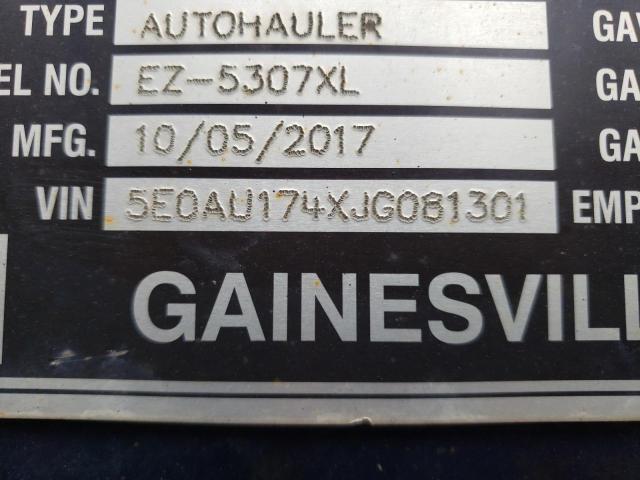 TYPE AUTOHAULER GA
EL NO. EZ-5307XL GA
MFG. 10/05/2017 GA
VIN 5E0AU174XJG081301 EMP
GAINESVILL